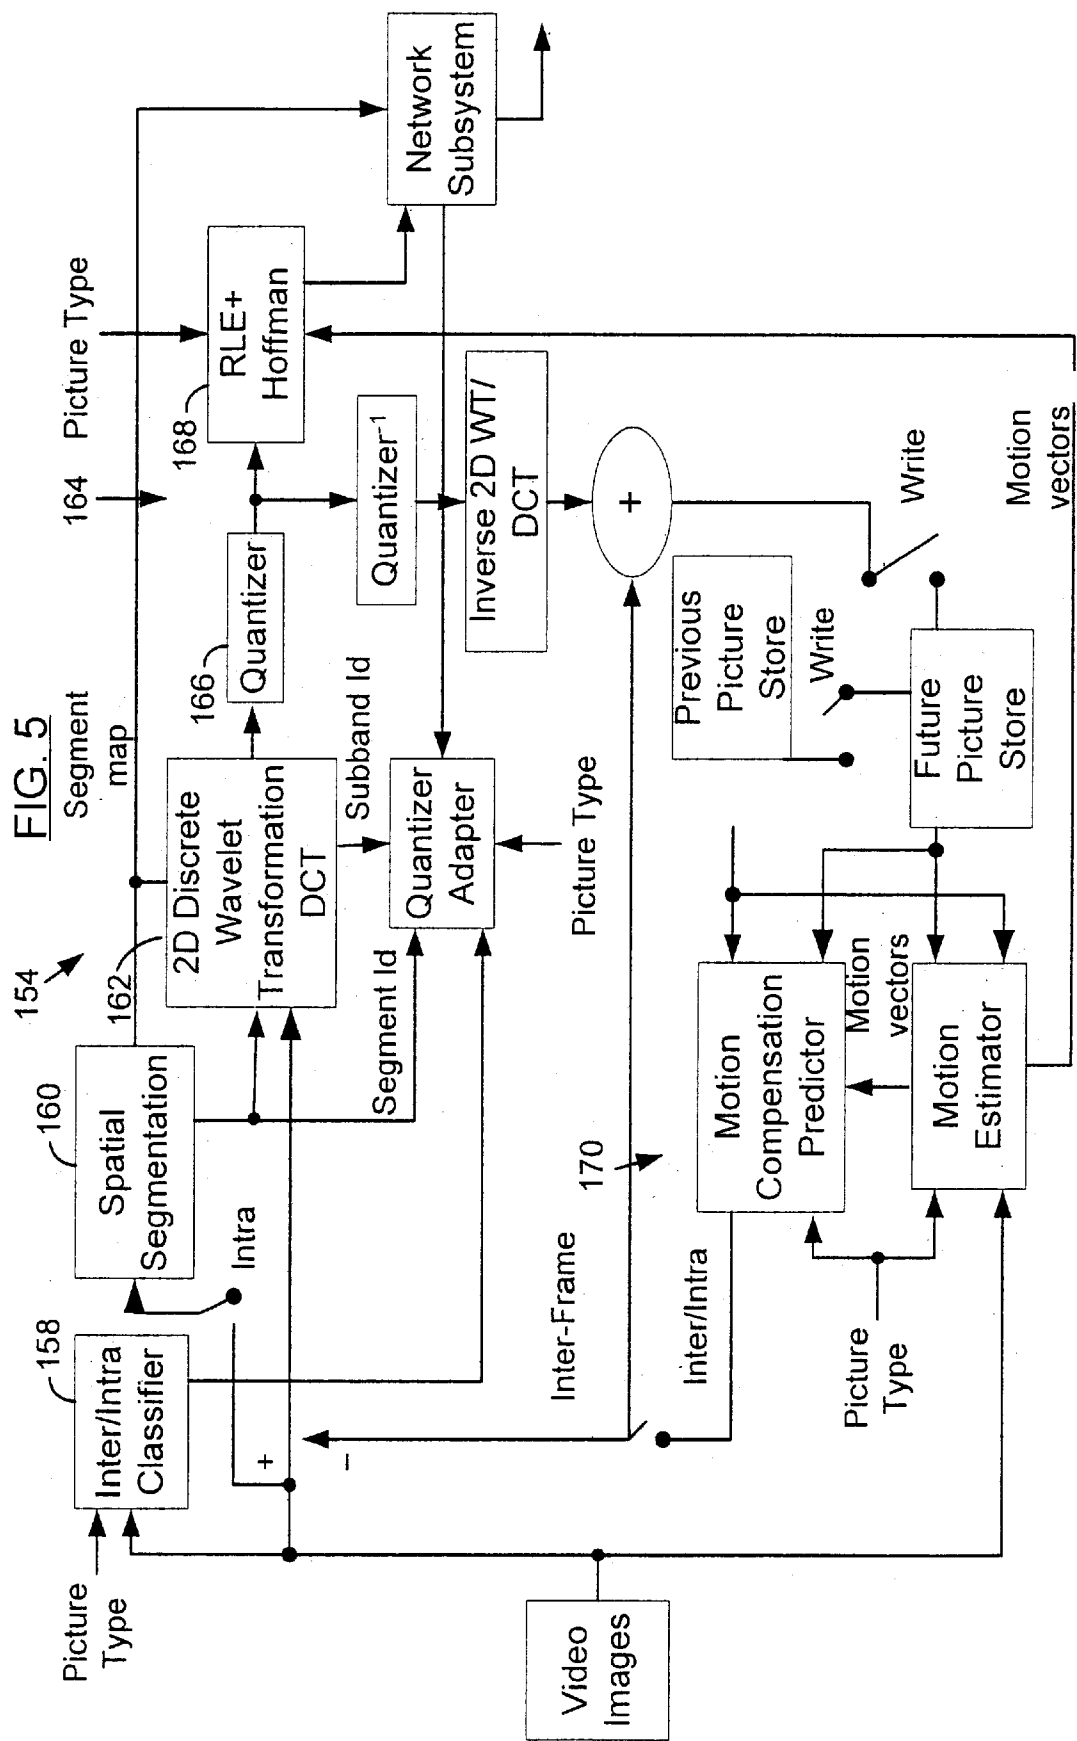 FIG. 5
154
Picture
Type
158
Inter/Intra
Classifier
160
Spatial
Segmentation
Intra
162
2D Discrete
Wavelet
Transformation
DCT
Segment
map
166
Quantizer
164
Picture Type
168
RLE+
Hoffman
Network
Subsystem
Segment Id
Subband Id
Quantizer
Adapter
Picture Type
Quantizer-1
Inverse 2D WT/
DCT
+
+
−
Video
Images
Inter-Frame
170
Inter/Intra
Motion
Compensation
Predictor
Previous
Picture
Store
Write
Write
Future
Picture
Store
Motion
vectors
Picture
Type
Motion
Estimator
Motion
vectors